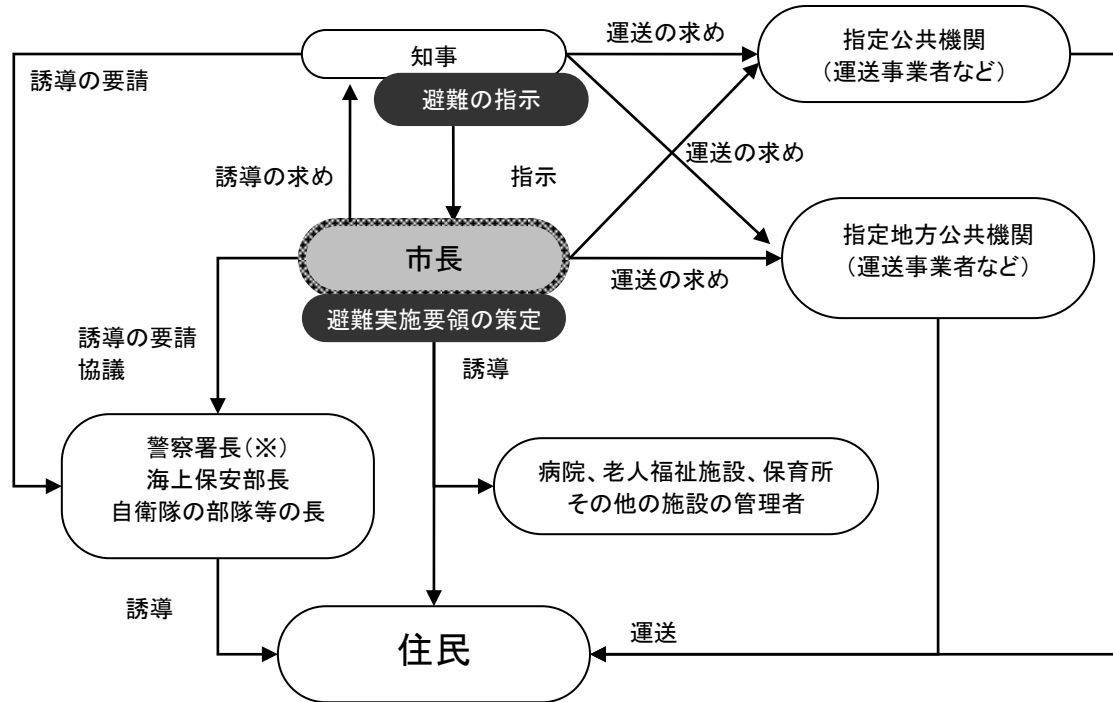 知事
運送の求め
指定公共機関
（運送事業者など）
誘導の要請
避難の指示
誘導の求め
指示
運送の求め
市長
運送の求め
指定地方公共機関
（運送事業者など）
避難実施要領の策定
誘導の要請
協議
誘導
警察署長（※）
海上保安部長
自衛隊の部隊等の長
病院、老人福祉施設、保育所
その他の施設の管理者
誘導
住民
運送